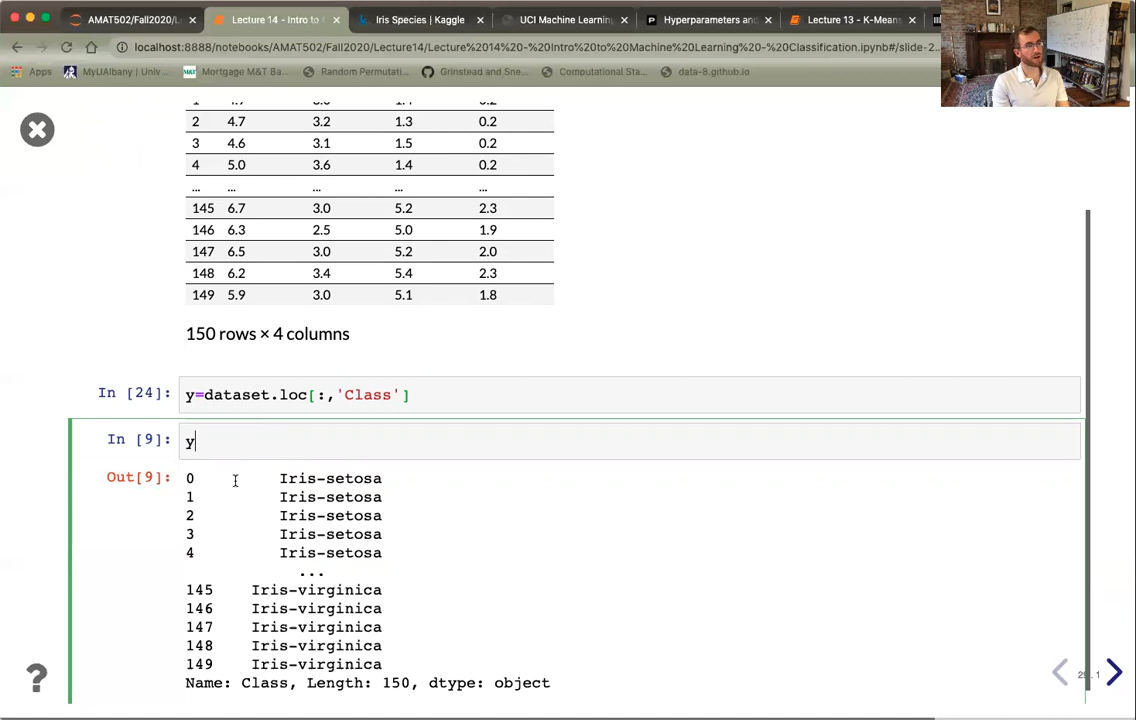 AMAT502/Fall2020/L
Lecture 14 - Intro to
Iris Species | Kaggle
UCI Machine Learnin
Hyperparameters and
Lecture 13 - K-Means
localhost:8888/notebooks/AMAT502/Fall2020/Lecture14/Lecture%2014%20-%20Intro%20to%20Machine%20Learning%20-%20Classification.ipynb#/slide-2...
Apps
MyUAlbany | Univ...
M&T
Mortgage M&T Ba...
Random Permutati...
Grinstead and Sne...
Computational Sta...
data-8.github.io
2 4.7 3.2 1.3 0.2
3 4.6 3.1 1.5 0.2
4 5.0 3.6 1.4 0.2
... ... ... ... ...
145 6.7 3.0 5.2 2.3
146 6.3 2.5 5.0 1.9
147 6.5 3.0 5.2 2.0
148 6.2 3.4 5.4 2.3
149 5.9 3.0 5.1 1.8
150 rows × 4 columns
In [24]: y=dataset.loc[:,'Class']
In [9]: y
Out[9]: 0 Iris-setosa
1 Iris-setosa
2 Iris-setosa
3 Iris-setosa
4 Iris-setosa
...
145 Iris-virginica
146 Iris-virginica
147 Iris-virginica
148 Iris-virginica
149 Iris-virginica
Name: Class, Length: 150, dtype: object
?